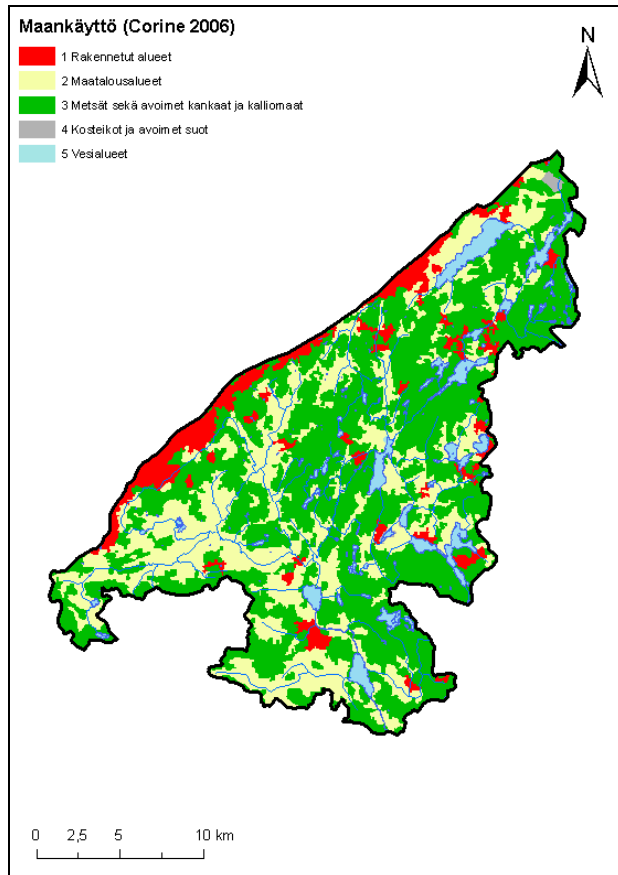 Maankäyttö (Corine 2006)
N
1 Rakennetut alueet
2 Maatalousalueet
3 Metsät sekä avoimet kankaat ja kalliomaat
4 Kosteikot ja avoimet suot
5 Vesialueet
0 2,5 5 10 km